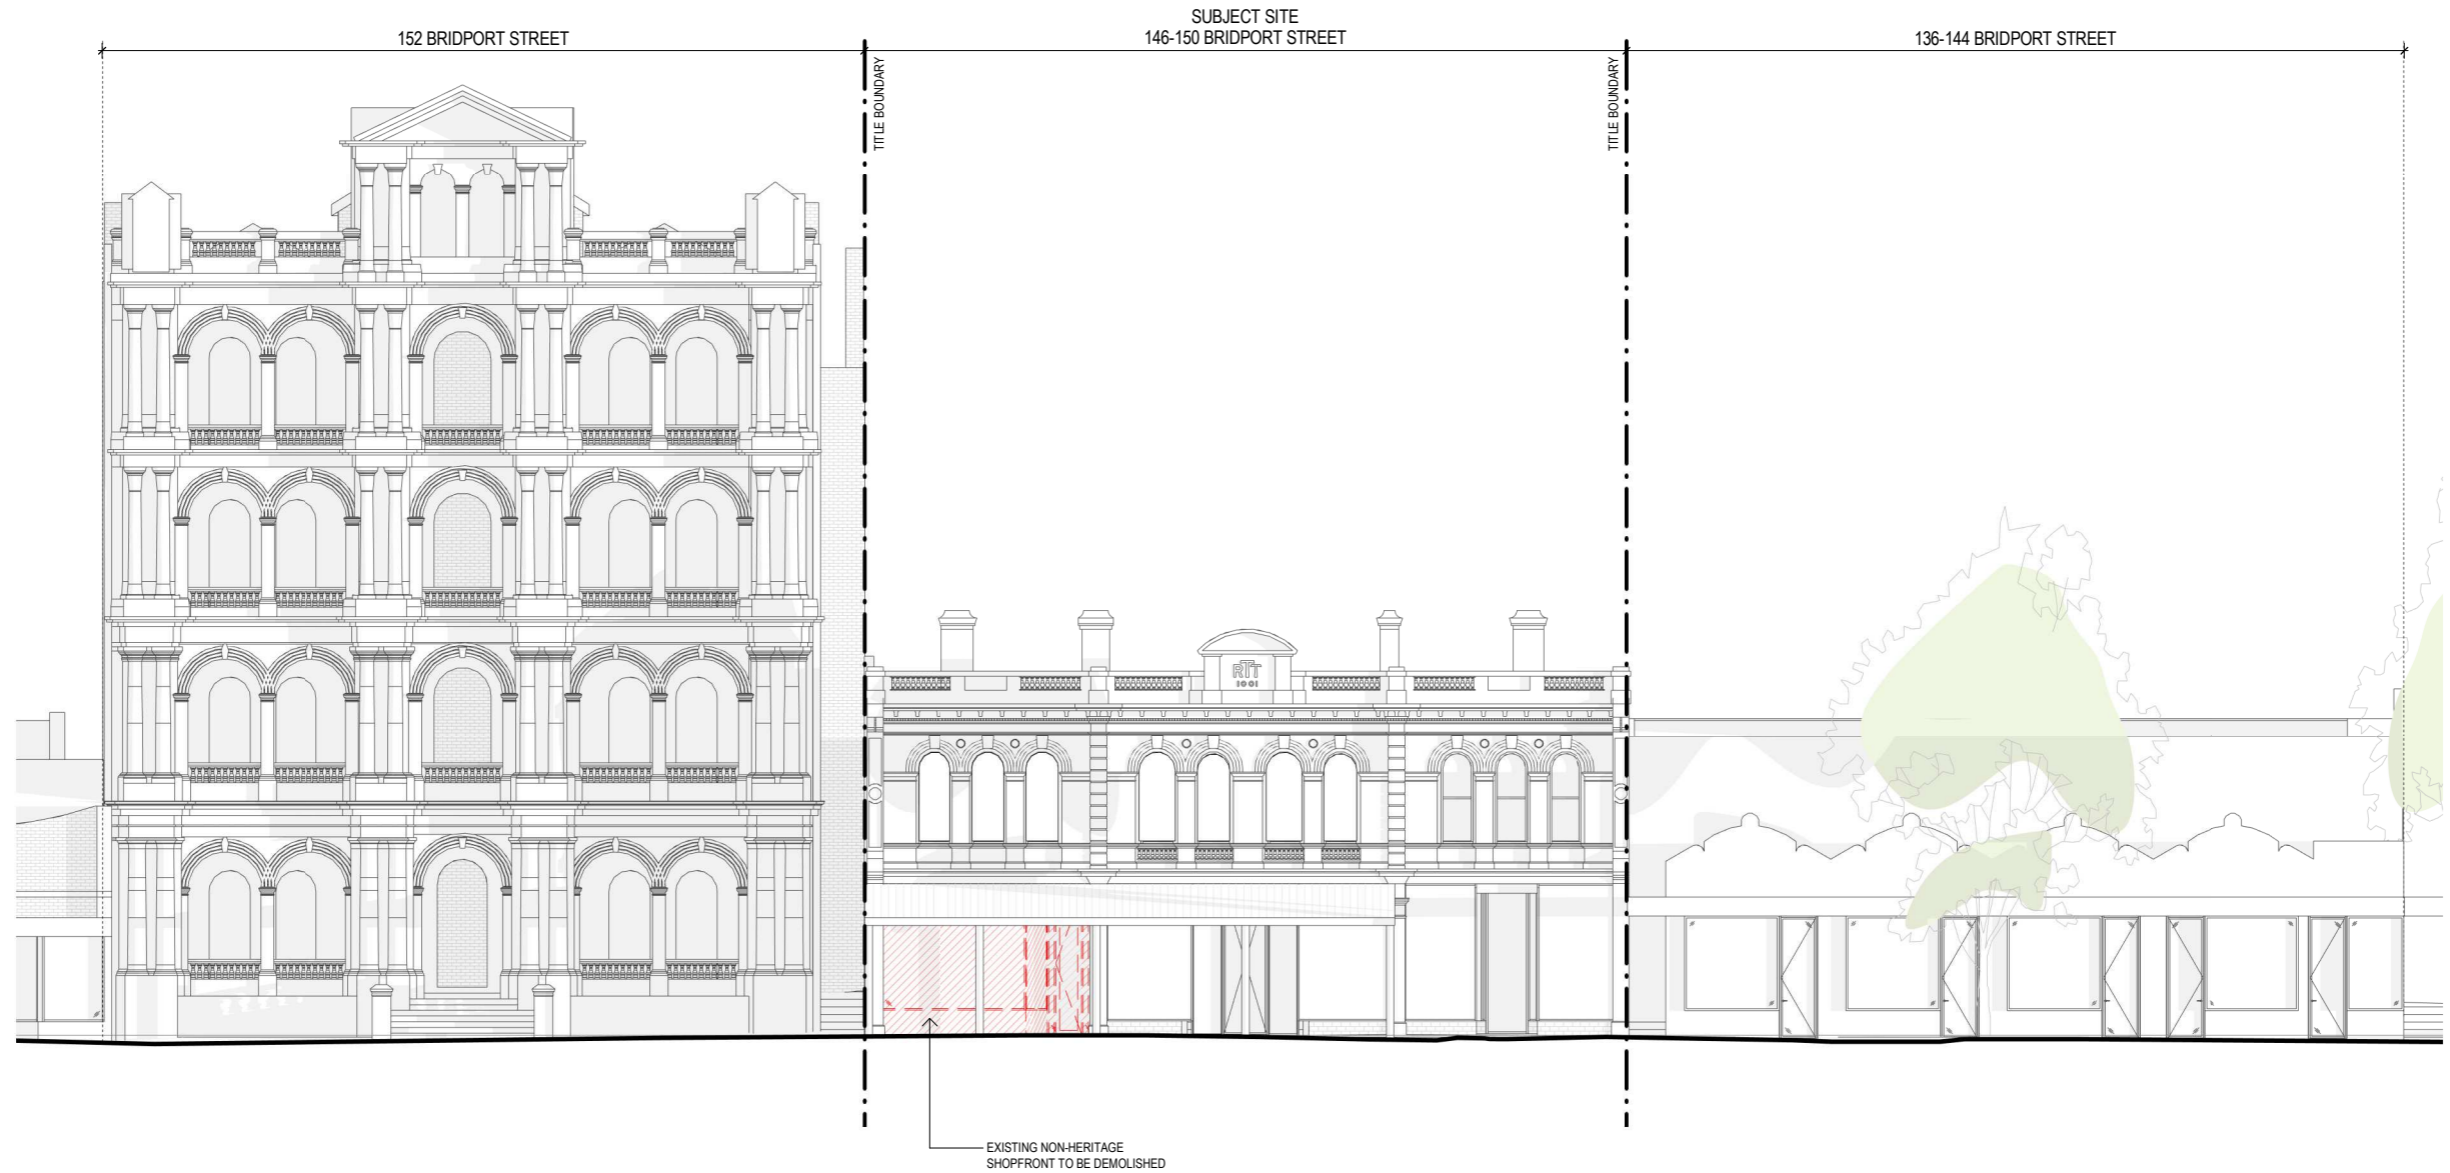 SUBJECT SITE
152 BRIDPORT STREET
146-150 BRIDPORT STREET
136-144 BRIDPORT STREET
TITLE BOUNDARY
TITLE BOUNDARY
RTT
EXISTING NON-HERITAGE
SHOPFRONT TO BE DEMOLISHED